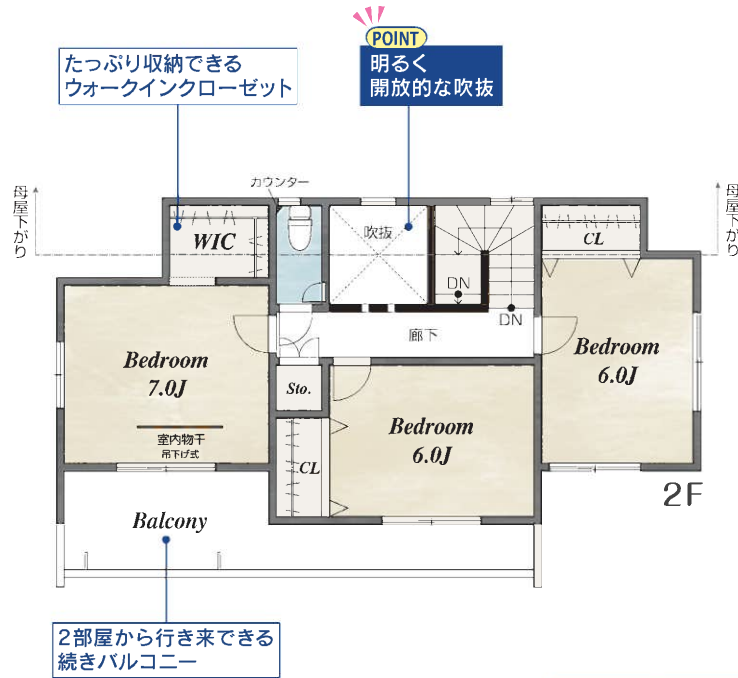 POINT
たっぷり収納できる
ウォークインクローゼット
明るく
開放的な吹抜
カウンター
母屋下がり
母屋下がり
WIC
吹抜
CL
DN
DN
廊下
Bedroom
7.0J
Bedroom
6.0J
Sto.
Bedroom
6.0J
室内物干
吊下げ式
CL
2F
Balcony
2部屋から行き来できる
続きバルコニー